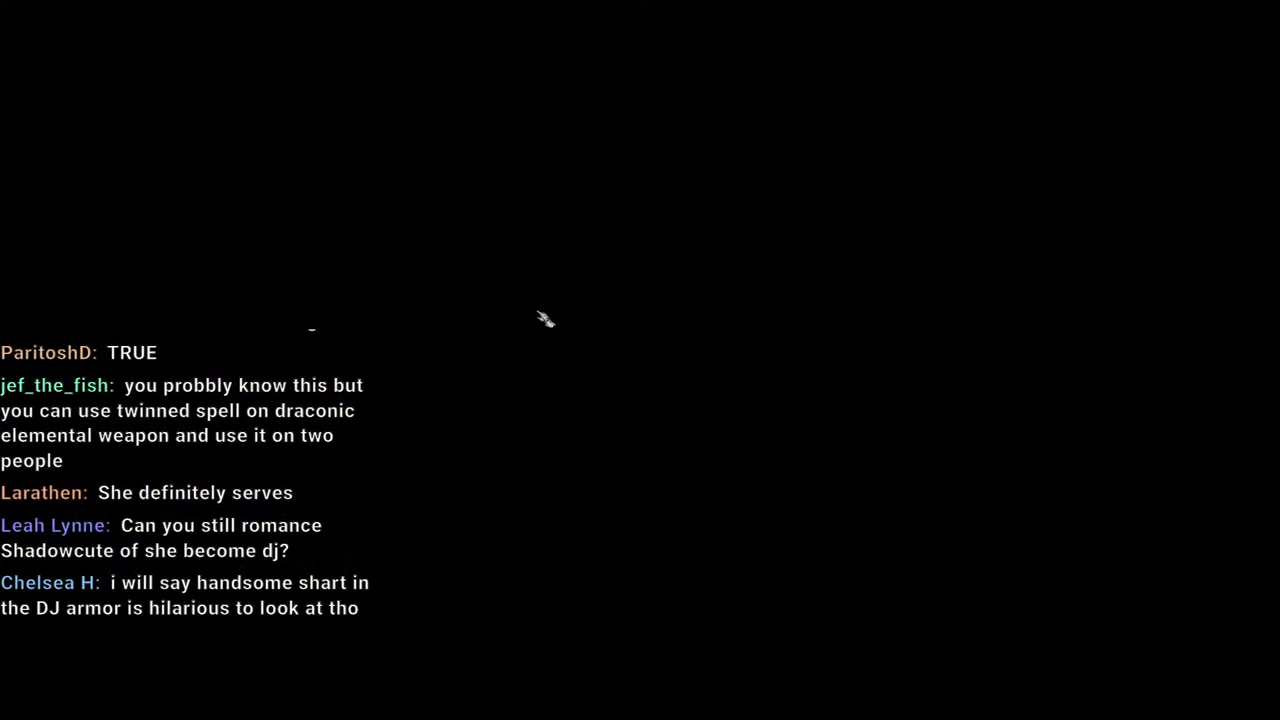 ParitoshD: TRUE
jef_the_fish: you probbly know this but
you can use twinned spell on draconic
elemental weapon and use it on two
people
Larathen: She definitely serves
Leah Lynne: Can you still romance
Shadowcute of she become dj?
Chelsea H: i will say handsome shart in
the DJ armor is hilarious to look at tho